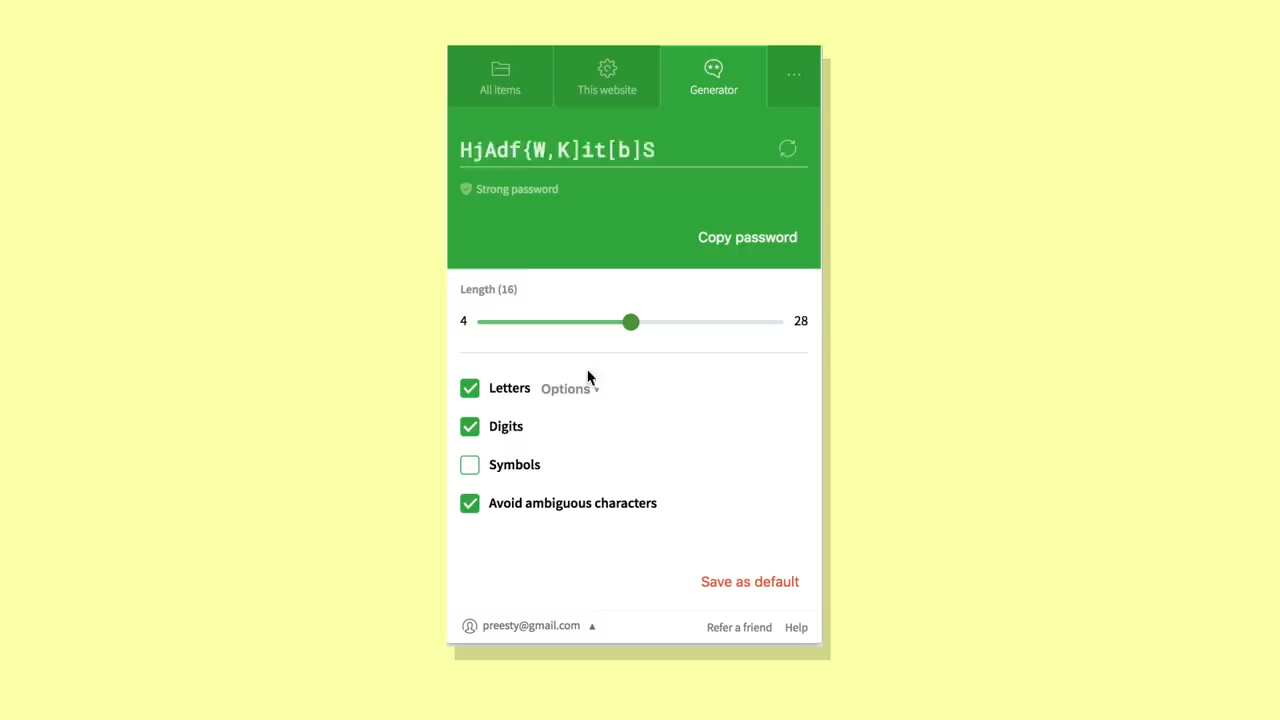 All items This website Generator ...
HjAdf{W,K]it[b]S
Strong password
Copy password
Length (16)
4 28
Letters Options
Digits
Symbols
Avoid ambiguous characters
Save as default
preesty@gmail.com Refer a friend Help